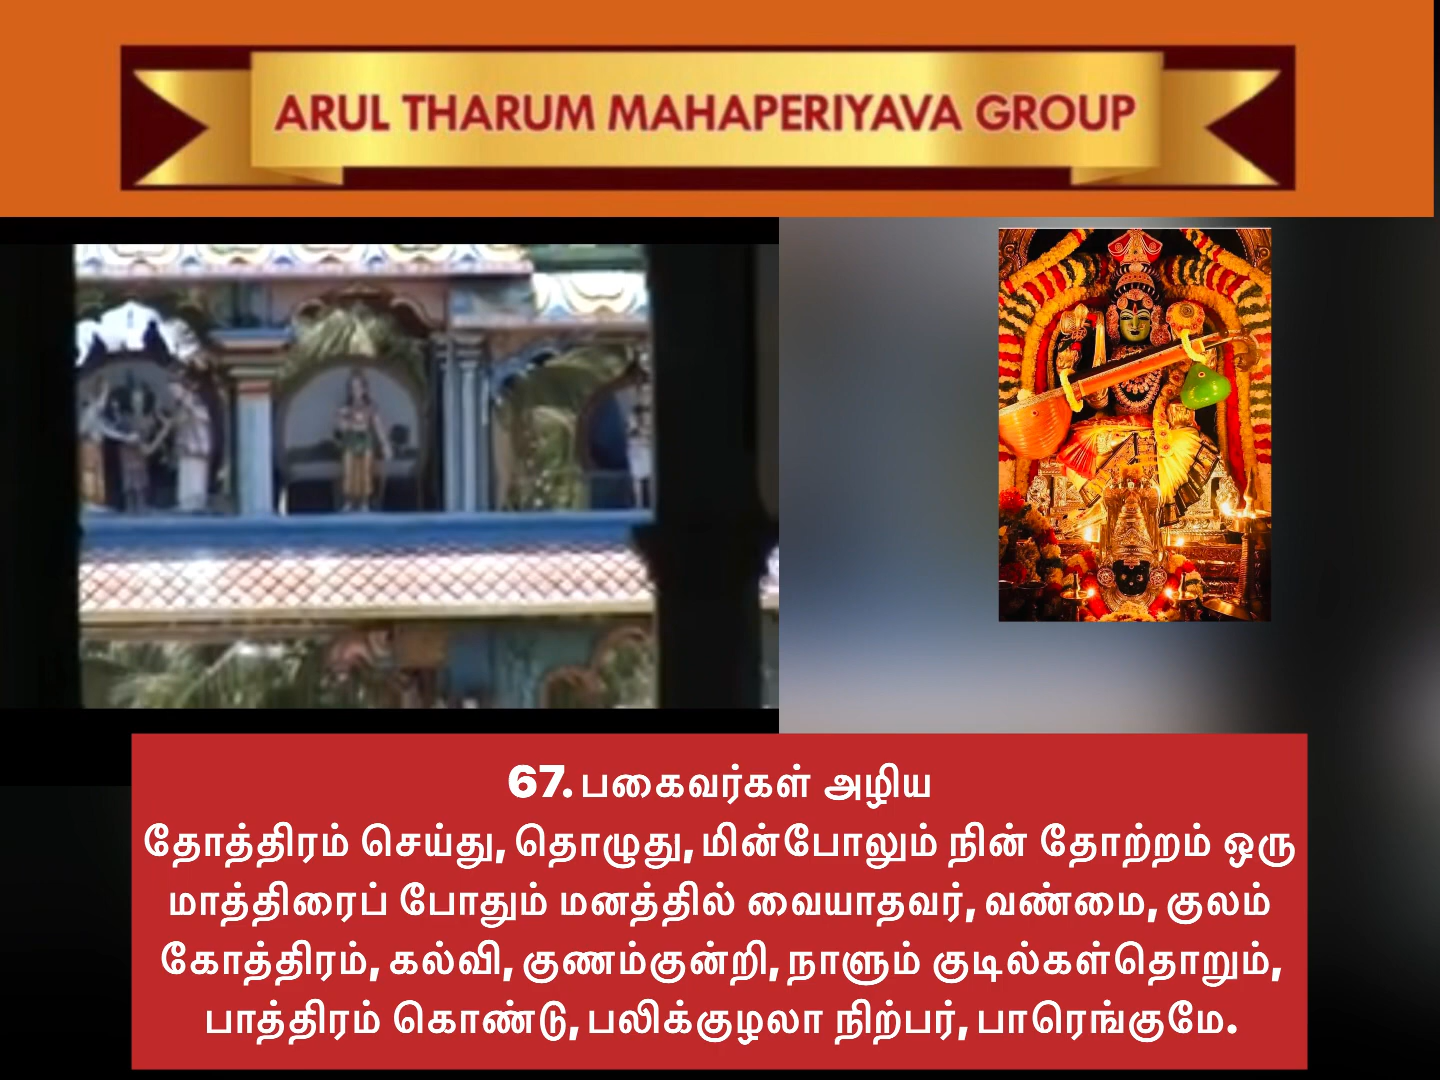 ARUL THARUM MAHAPERIYAVA GROUP
67. பகைவர்கள் அழிய
தோத்திரம் செய்து, தொழுது, மின்போலும் நின் தோற்றம் ஒரு
மாத்திரைப் போதும் மனத்தில் வையாதவர், வண்மை, குலம்
கோத்திரம், கல்வி, குணம்குன்றி, நாளும் குடில்கள்தொறும்,
பாத்திரம் கொண்டு, பலிக்குழலா நிற்பர், பாரெங்குமே.